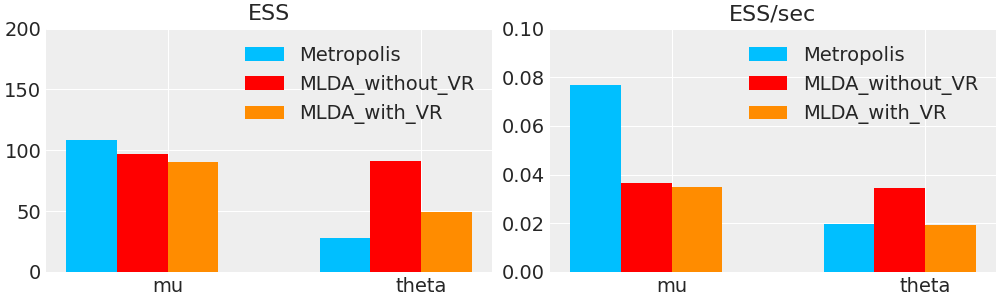 ESS
200
150
100
50
0
Metropolis
MLDA_without_VR
MLDA_with_VR
mu theta
ESS/sec
0.10
0.08
0.06
0.04
0.02
0.00
Metropolis
MLDA_without_VR
MLDA_with_VR
mu theta